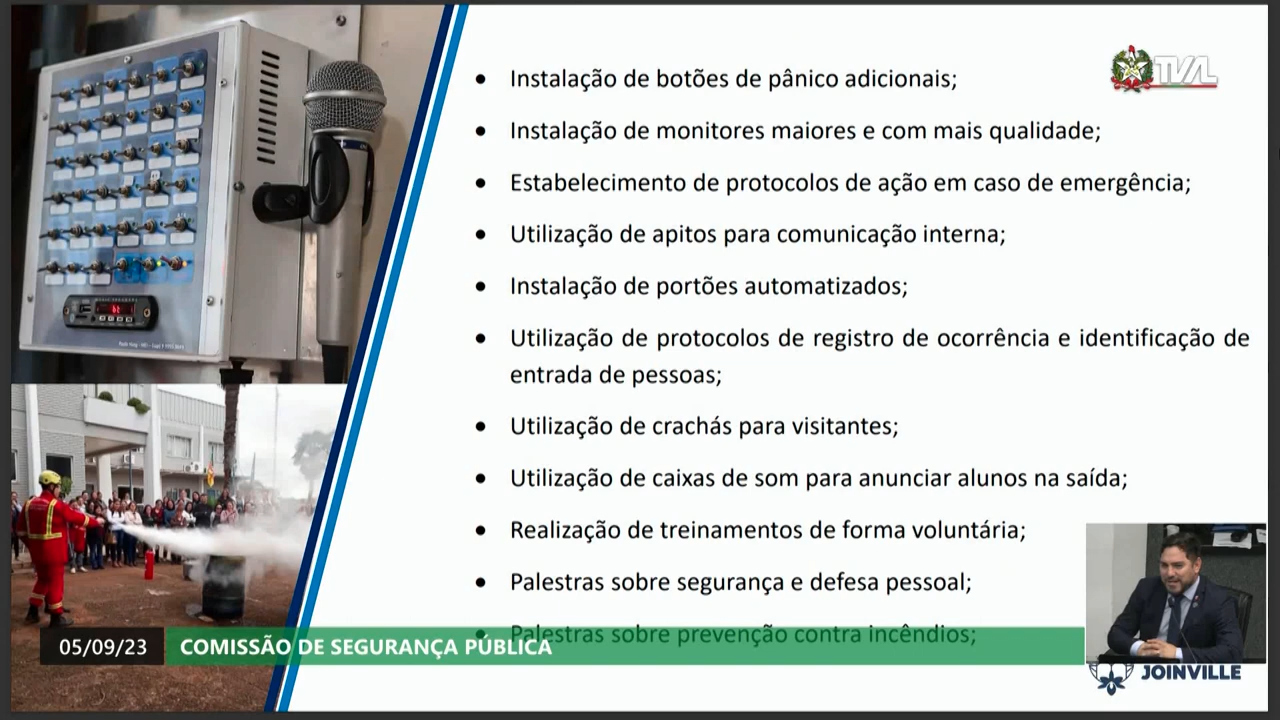 TVAL
Instalação de botões de pânico adicionais;
Instalação de monitores maiores e com mais qualidade;
Estabelecimento de protocolos de ação em caso de emergência;
Utilização de apitos para comunicação interna;
Instalação de portões automatizados;
Utilização de protocolos de registro de ocorrência e identificação de
entrada de pessoas;
Utilização de crachás para visitantes;
Utilização de caixas de som para anunciar alunos na saída;
Realização de treinamentos de forma voluntária;
Palestras sobre segurança e defesa pessoal;
Palestras sobre prevenção contra incêndios;
05/09/23 COMISSÃO DE SEGURANÇA PÚBLICA
JOINVILLE